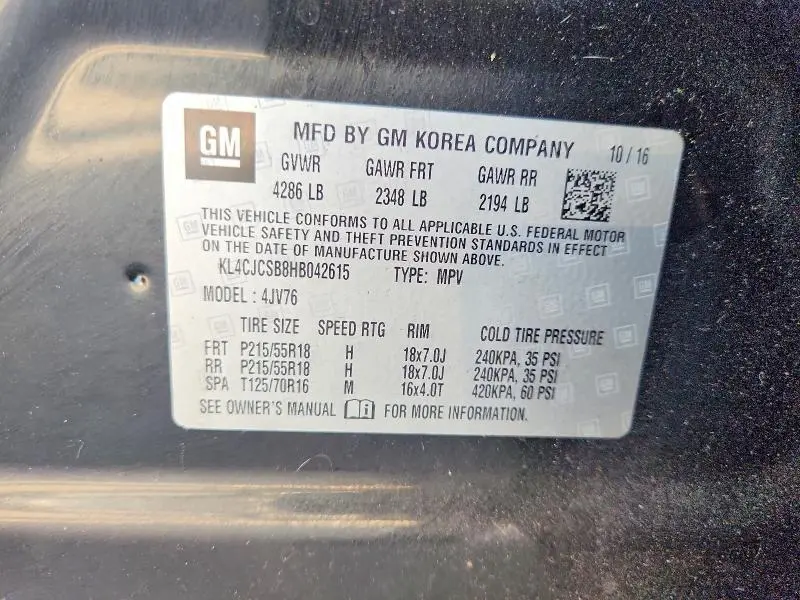 GM
MFD BY GM KOREA COMPANY 10 / 16
GVWR GAWR FRT GAWR RR
4286 LB 2348 LB 2194 LB
THIS VEHICLE CONFORMS TO ALL APPLICABLE U.S. FEDERAL MOTOR
VEHICLE SAFETY AND THEFT PREVENTION STANDARDS IN EFFECT
ON THE DATE OF MANUFACTURE SHOWN ABOVE.
KL4CJCSB8HB042615 TYPE: MPV
MODEL : 4JV76
TIRE SIZE SPEED RTG RIM COLD TIRE PRESSURE
FRT P215/55R18 H 18x7.0J 240KPA, 35 PSI
RR P215/55R18 H 18x7.0J 240KPA, 35 PSI
SPA T125/70R16 M 16x4.0T 420KPA, 60 PSI
SEE OWNER'S MANUAL FOR MORE INFORMATION.